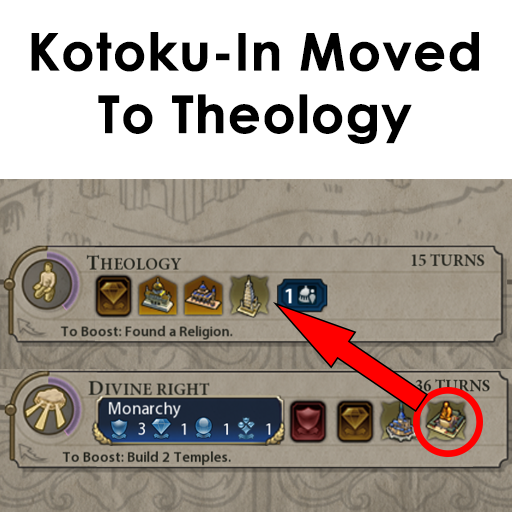 Kotoku-In Moved
To Theology
THEOLOGY
15 TURNS
1
To Boost: Found a Religion.
DIVINE RIGHT
36 TURNS
Monarchy
3 1 1 1
To Boost: Build 2 Temples.